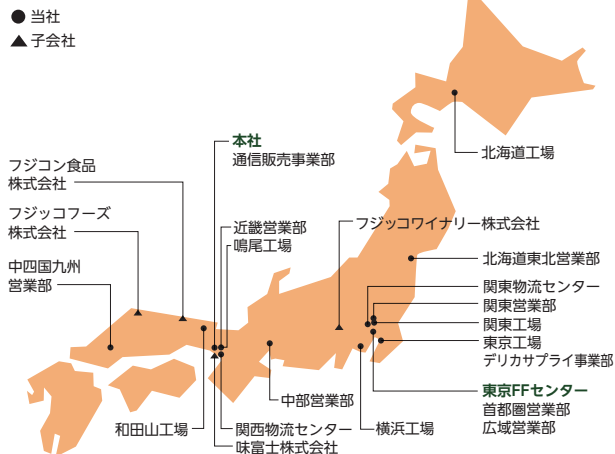 ● 当社
▲ 子会社
本社
通信販売事業部
北海道工場
フジコン食品
株式会社
フジッコフーズ
株式会社
近畿営業部
鳴尾工場
フジッコワイナリー株式会社
中四国九州
営業部
北海道東北営業部
関東物流センター
関東営業部
関東工場
東京工場
デリカサプライ事業部
東京FFセンター
首都圏営業部
広域営業部
中部営業部
和田山工場
関西物流センター
横浜工場
味富士株式会社